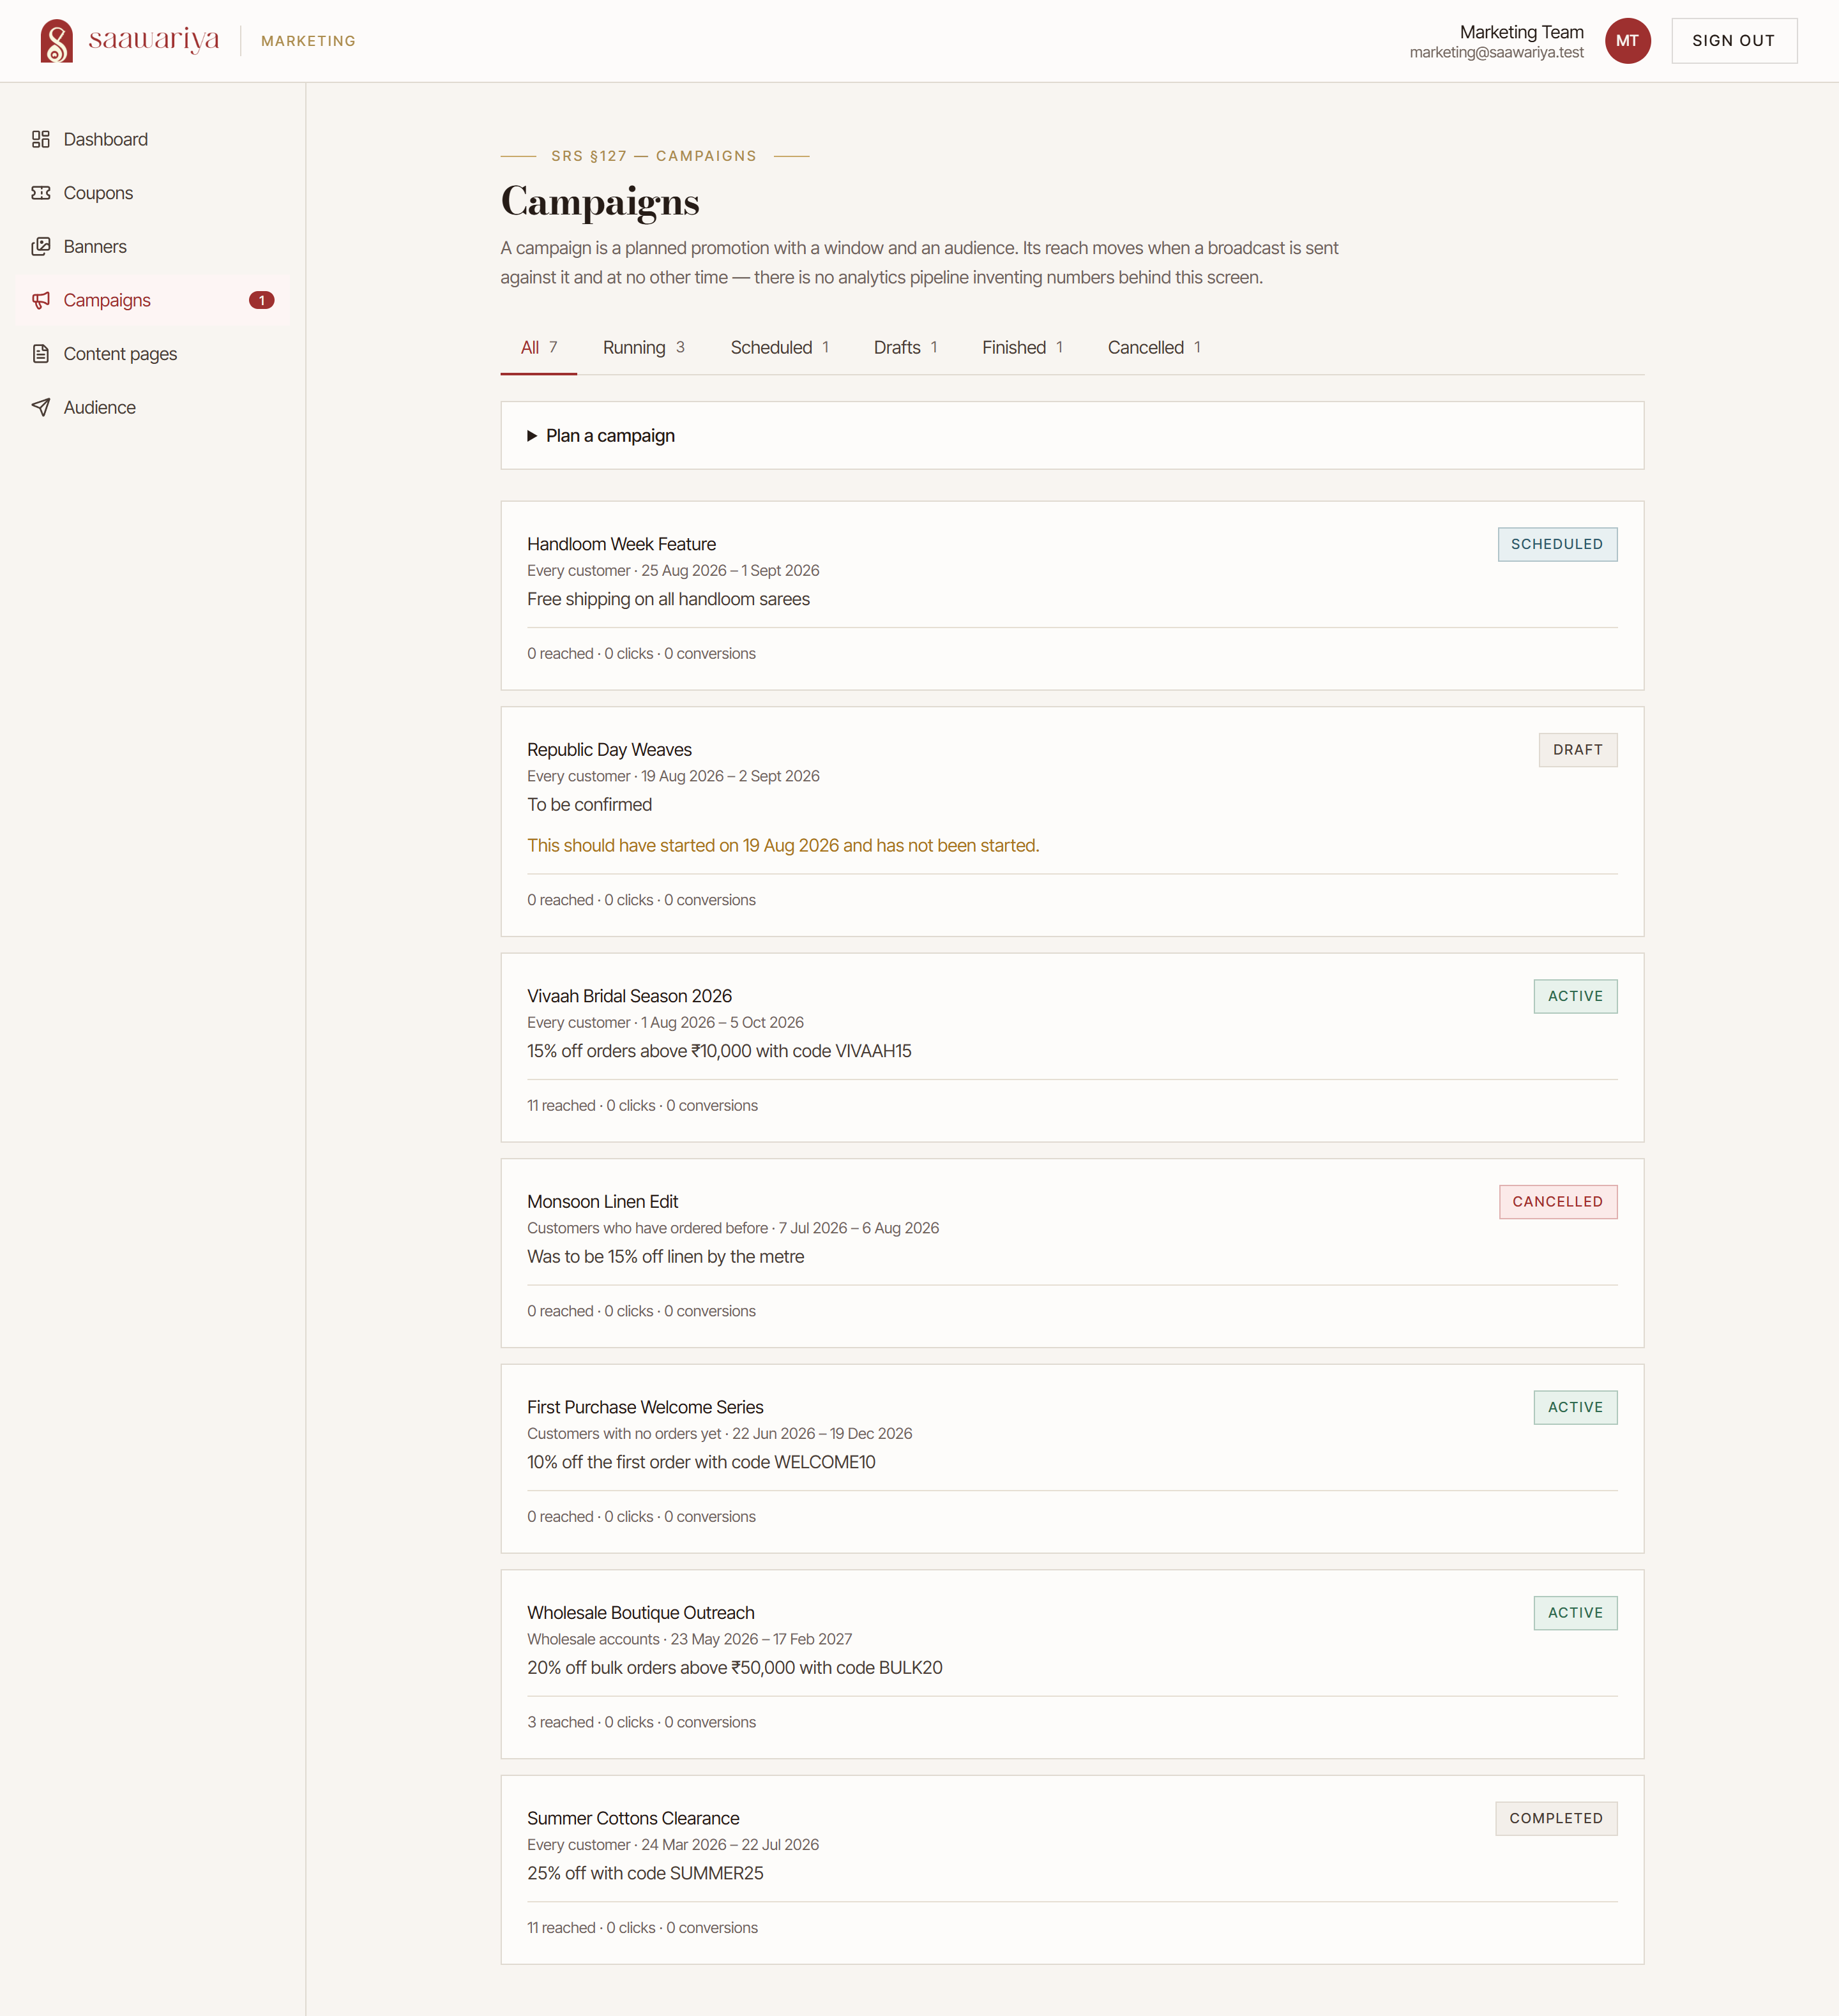 saawariya
MARKETING
Marketing Team
marketing@saawariya.test
MT
SIGN OUT
Dashboard
Coupons
Banners
Campaigns 1
Content pages
Audience
SRS §127 — CAMPAIGNS
Campaigns
A campaign is a planned promotion with a window and an audience. Its reach moves when a broadcast is sent
against it and at no other time — there is no analytics pipeline inventing numbers behind this screen.
All 7 Running 3 Scheduled 1 Drafts 1 Finished 1 Cancelled 1
Plan a campaign
Handloom Week Feature
SCHEDULED
Every customer · 25 Aug 2026 – 1 Sept 2026
Free shipping on all handloom sarees
0 reached · 0 clicks · 0 conversions
Republic Day Weaves
DRAFT
Every customer · 19 Aug 2026 – 2 Sept 2026
To be confirmed
This should have started on 19 Aug 2026 and has not been started.
0 reached · 0 clicks · 0 conversions
Vivaah Bridal Season 2026
ACTIVE
Every customer · 1 Aug 2026 – 5 Oct 2026
15% off orders above ₹10,000 with code VIVAAH15
11 reached · 0 clicks · 0 conversions
Monsoon Linen Edit
CANCELLED
Customers who have ordered before · 7 Jul 2026 – 6 Aug 2026
Was to be 15% off linen by the metre
0 reached · 0 clicks · 0 conversions
First Purchase Welcome Series
ACTIVE
Customers with no orders yet · 22 Jun 2026 – 19 Dec 2026
10% off the first order with code WELCOME10
0 reached · 0 clicks · 0 conversions
Wholesale Boutique Outreach
ACTIVE
Wholesale accounts · 23 May 2026 – 17 Feb 2027
20% off bulk orders above ₹50,000 with code BULK20
3 reached · 0 clicks · 0 conversions
Summer Cottons Clearance
COMPLETED
Every customer · 24 Mar 2026 – 22 Jul 2026
25% off with code SUMMER25
11 reached · 0 clicks · 0 conversions